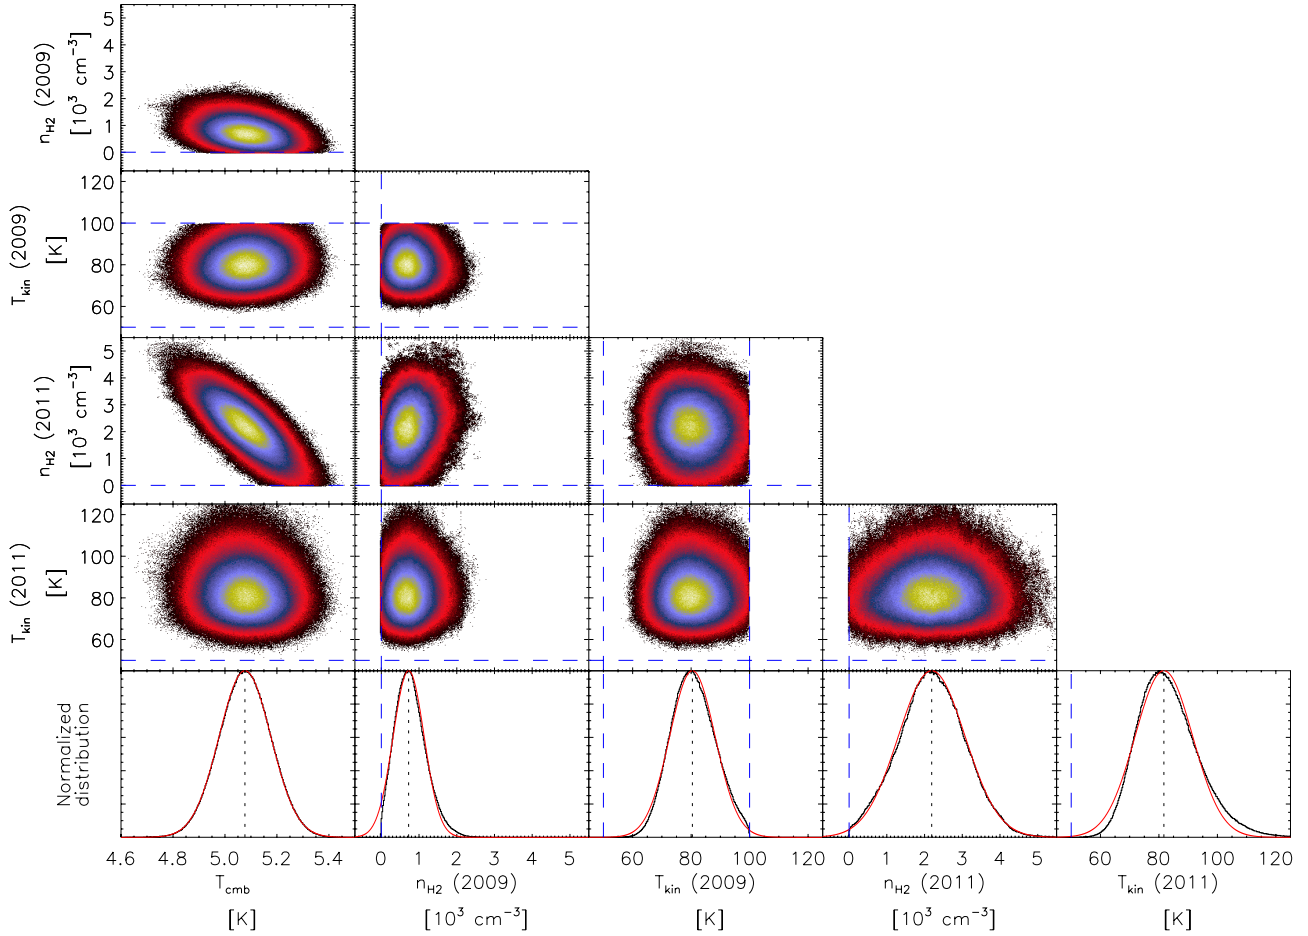 n_H2 (2009)
[10^3 cm^-3]
5
4
3
2
1
0
T_kin (2009)
[K]
120
100
80
60
n_H2 (2011)
[10^3 cm^-3]
5
4
3
2
1
0
T_kin (2011)
[K]
120
100
80
60
Normalized
distribution
4.6 4.8 5.0 5.2 5.4
0 1 2 3 4 5
60 80 100 120
0 1 2 3 4 5
60 80 100 120
T_cmb
n_H2 (2009)
T_kin (2009)
n_H2 (2011)
T_kin (2011)
[K]
[10^3 cm^-3]
[K]
[10^3 cm^-3]
[K]